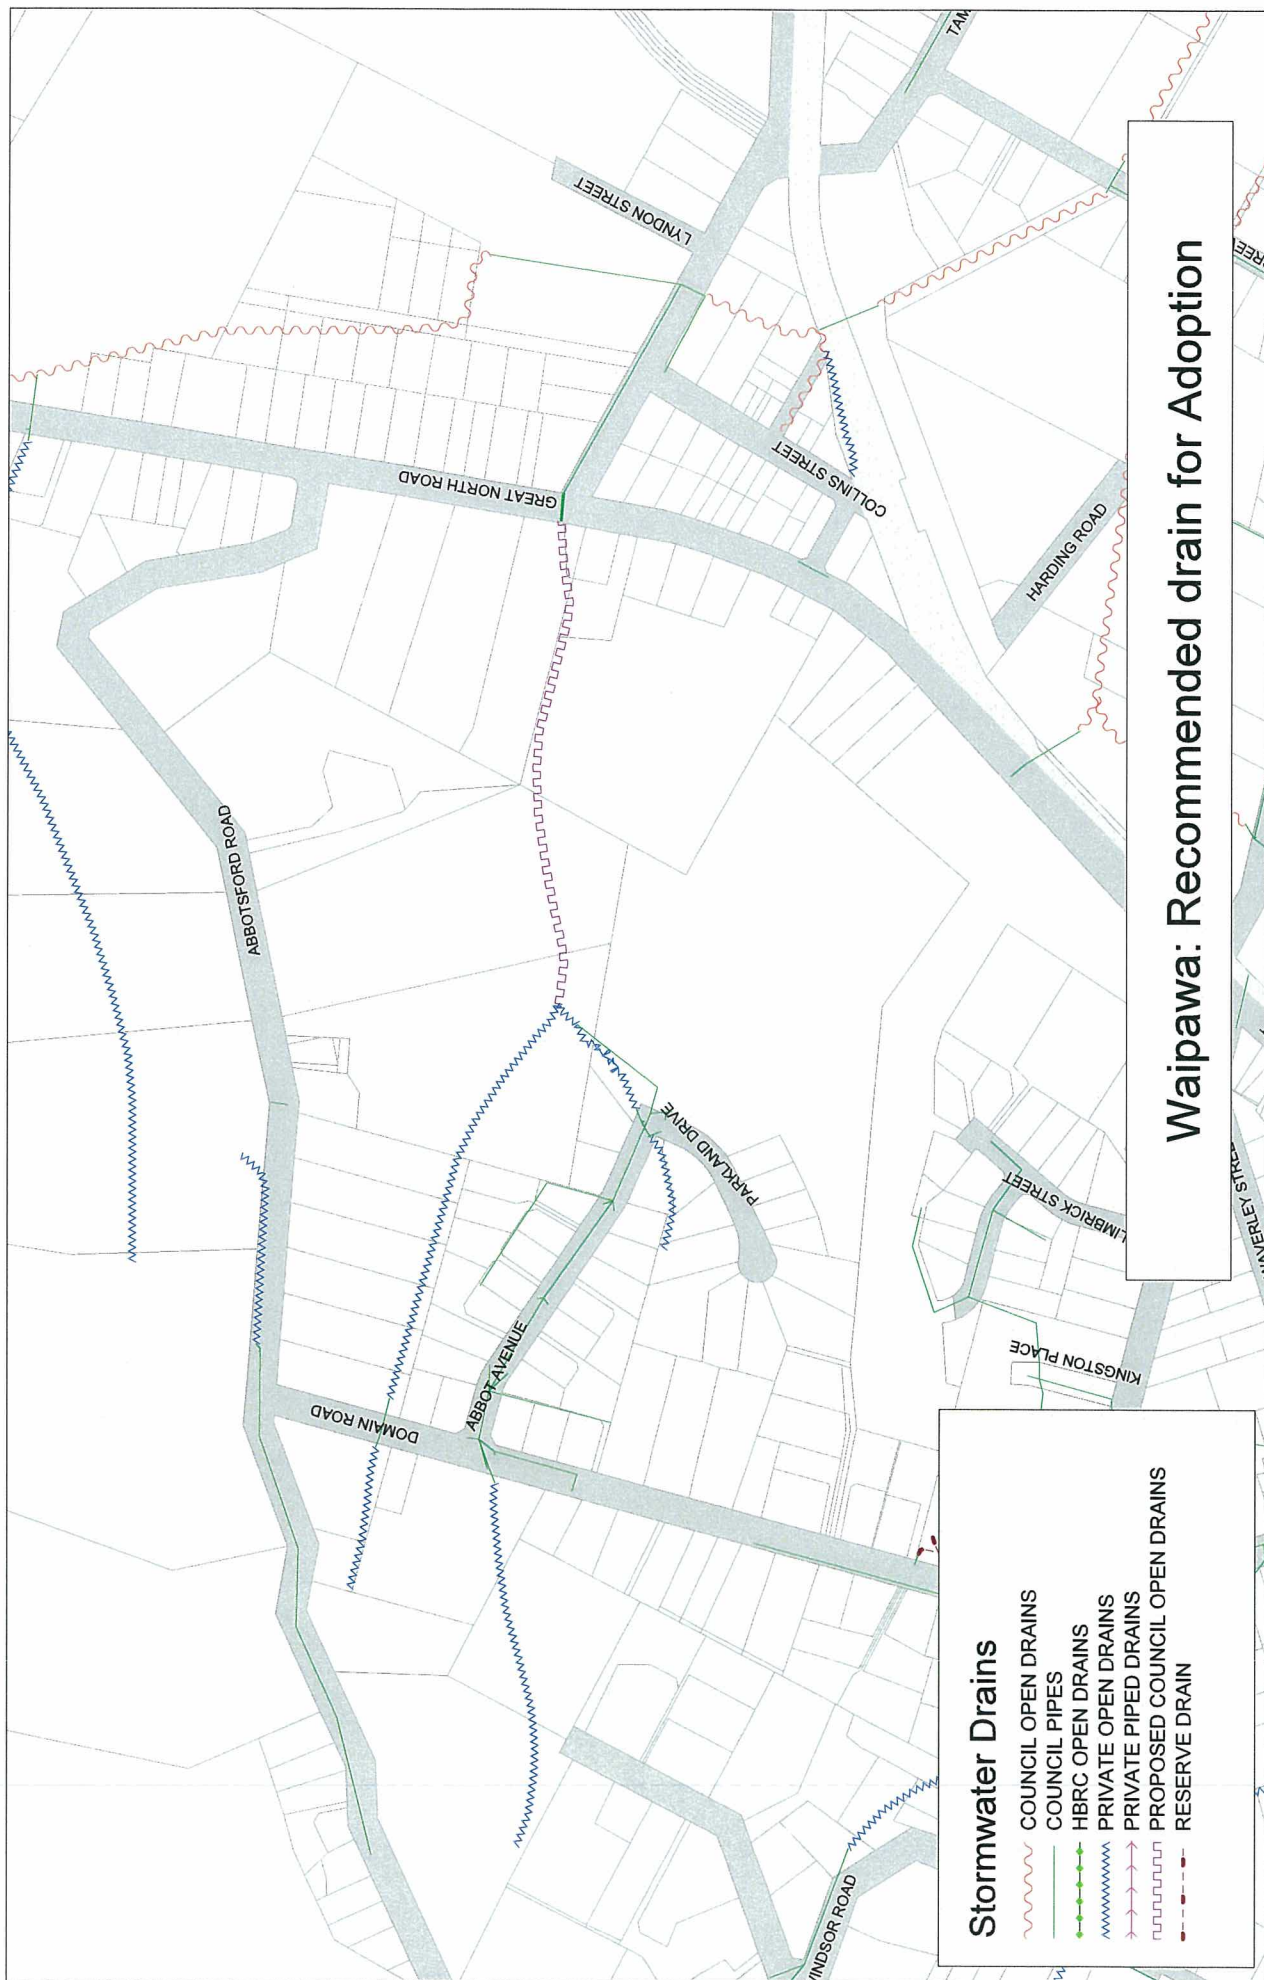 Waipawa: Recommended drain for Adoption
Stormwater Drains
COUNCIL OPEN DRAINS
COUNCIL PIPES
HBRC OPEN DRAINS
PRIVATE OPEN DRAINS
PRIVATE PIPED DRAINS
PROPOSED COUNCIL OPEN DRAINS
RESERVE DRAIN
ABBOTSFORD ROAD
DOMAIN ROAD
ABBOT AVENUE
PARKLAND DRIVE
GREAT NORTH ROAD
LYNDON STREET
COLLINS STREET
HARDING ROAD
LIMBRICK STREET
KINGSTON PLACE